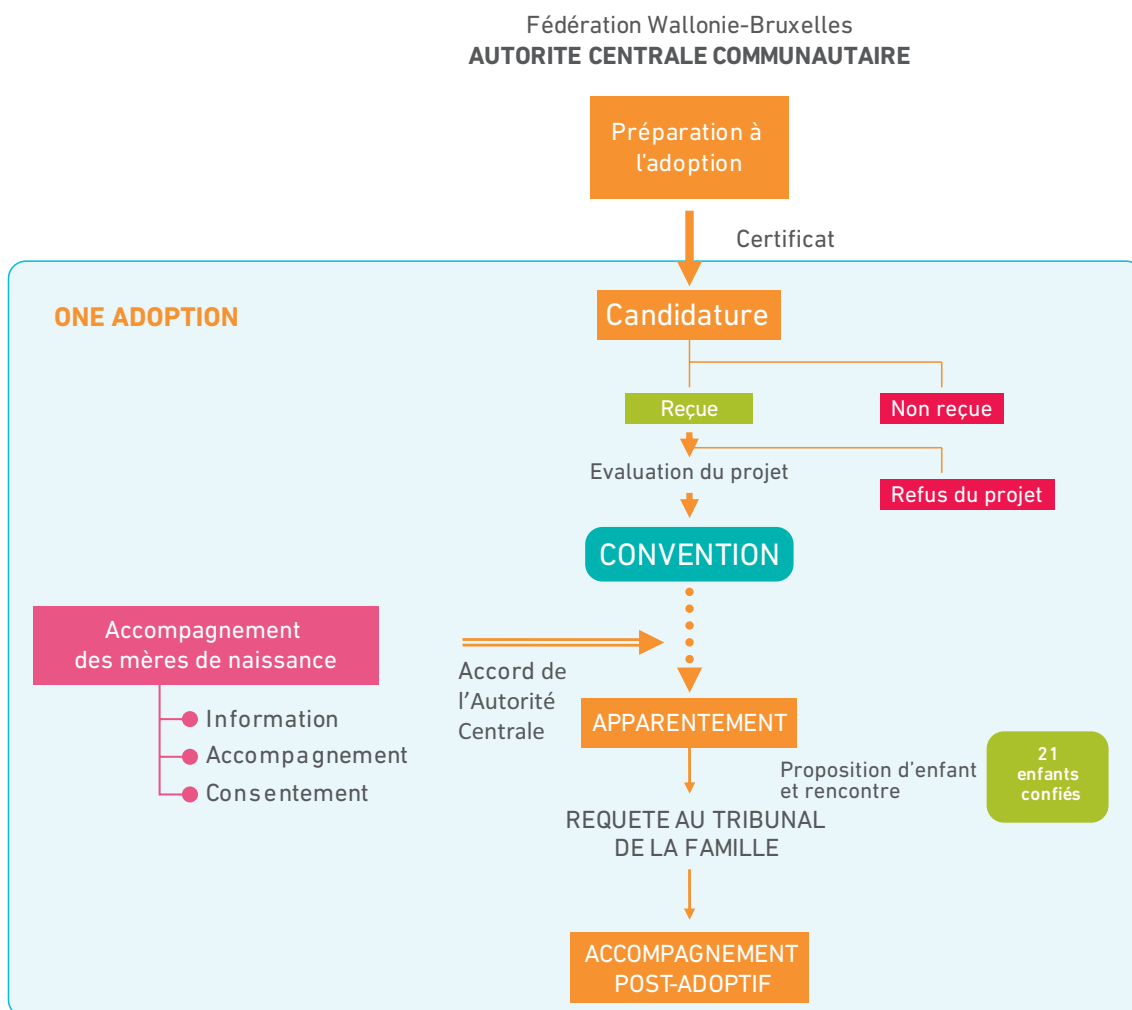 Fédération Wallonie-Bruxelles
AUTORITE CENTRALE COMMUNAUTAIRE
Préparation à
l'adoption
Certificat
ONE ADOPTION
Candidature
Reçue
Non reçue
Evaluation du projet
Refus du projet
CONVENTION
Accompagnement
des mères de naissance
Information
Accompagnement
Consentement
Accord de
l'Autorité
Centrale
APPARENTEMENT
Proposition d'enfant
et rencontre
21
enfants
confiés
REQUETE AU TRIBUNAL
DE LA FAMILLE
ACCOMPAGNEMENT
POST-ADOPTIF